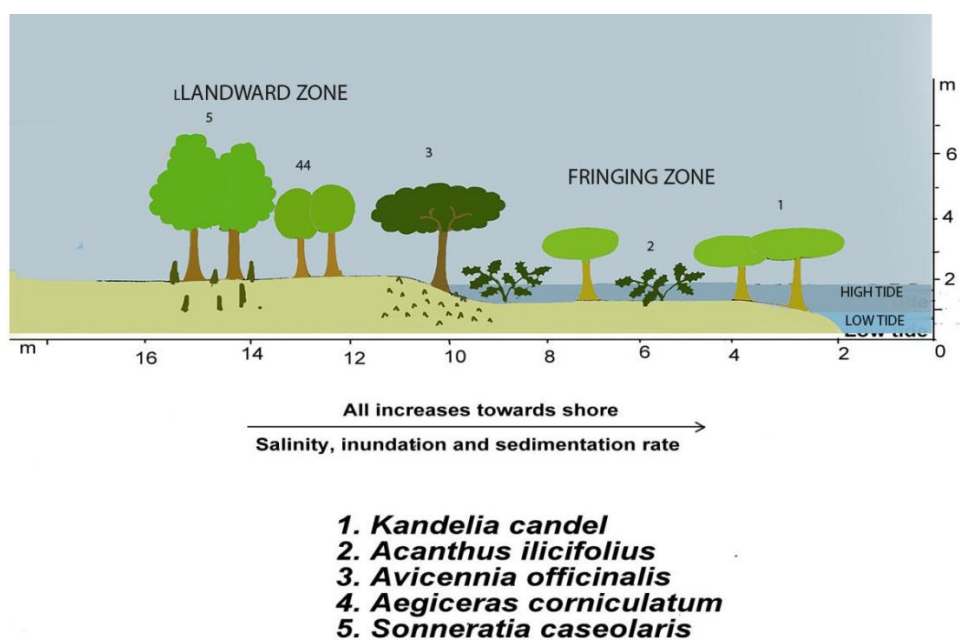 LLANDWARD ZONE
5
44
3
FRINGING ZONE
1
2
m
6
4
2
HIGH TIDE
LOW TIDE
Low tide
m
16
14
12
10
8
6
4
2
0
All increases towards shore
Salinity, inundation and sedimentation rate
1. Kandelia candel
2. Acanthus ilicifolius
3. Avicennia officinalis
4. Aegiceras corniculatum
5. Sonneratia caseolaris